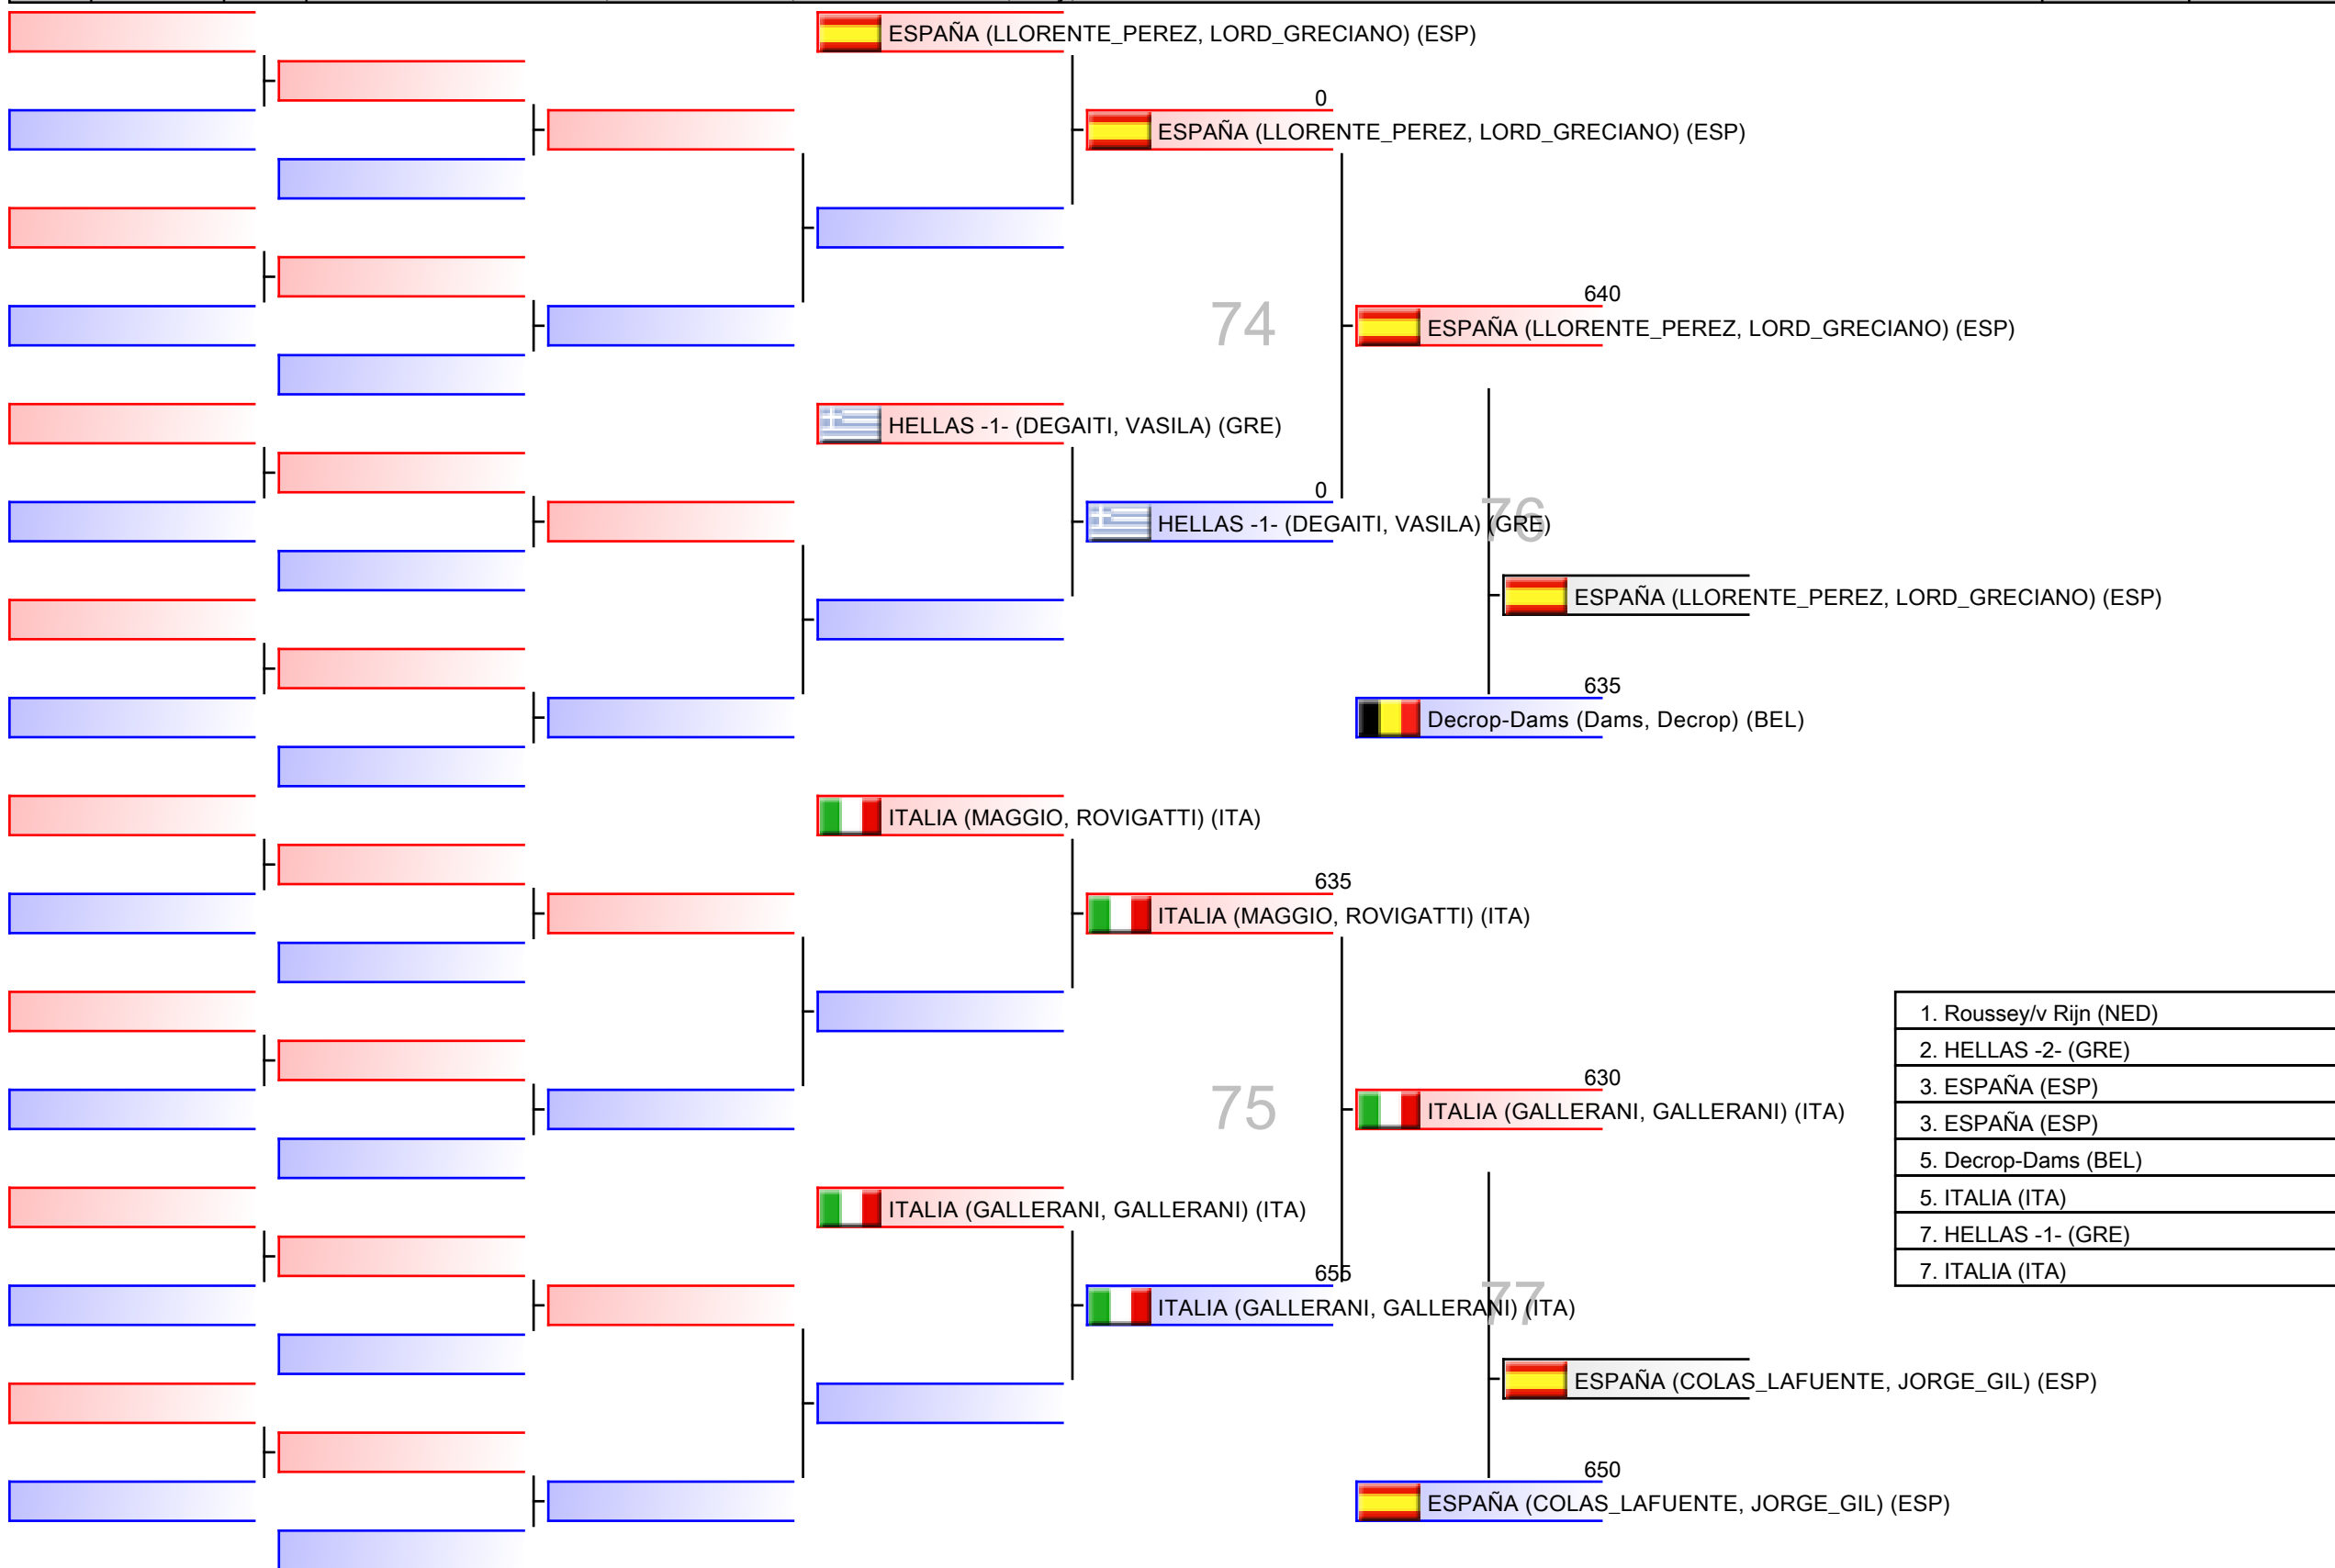 ESPAÑA (LLORENTE_PEREZ, LORD_GRECIANO) (ESP)
0
ESPAÑA (LLORENTE_PEREZ, LORD_GRECIANO) (ESP)
640
74
ESPAÑA (LLORENTE_PEREZ, LORD_GRECIANO) (ESP)
HELLAS -1- (DEGAITI, VASILA) (GRE)
0
HELLAS -1- (DEGAITI, VASILA) (GRE)
76
ESPAÑA (LLORENTE_PEREZ, LORD_GRECIANO) (ESP)
635
Decrop-Dams (Dams, Decrop) (BEL)
ITALIA (MAGGIO, ROVIGATTI) (ITA)
635
ITALIA (MAGGIO, ROVIGATTI) (ITA)
630
75
ITALIA (GALLERANI, GALLERANI) (ITA)
ITALIA (GALLERANI, GALLERANI) (ITA)
655
ITALIA (GALLERANI, GALLERANI) (ITA)
77
ESPAÑA (COLAS_LAFUENTE, JORGE_GIL) (ESP)
650
ESPAÑA (COLAS_LAFUENTE, JORGE_GIL) (ESP)
1. Roussey/v Rijn (NED)
2. HELLAS -2- (GRE)
3. ESPAÑA (ESP)
3. ESPAÑA (ESP)
5. Decrop-Dams (BEL)
5. ITALIA (ITA)
7. HELLAS -1- (GRE)
7. ITALIA (ITA)